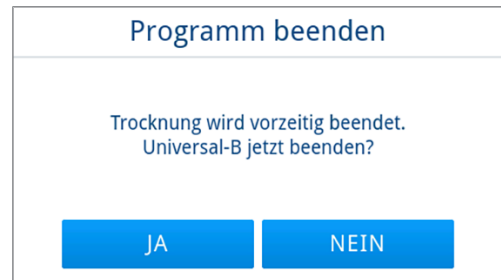 Programm beenden
Trocknung wird vorzeitig beendet.
Universal-B jetzt beenden?
JA
NEIN